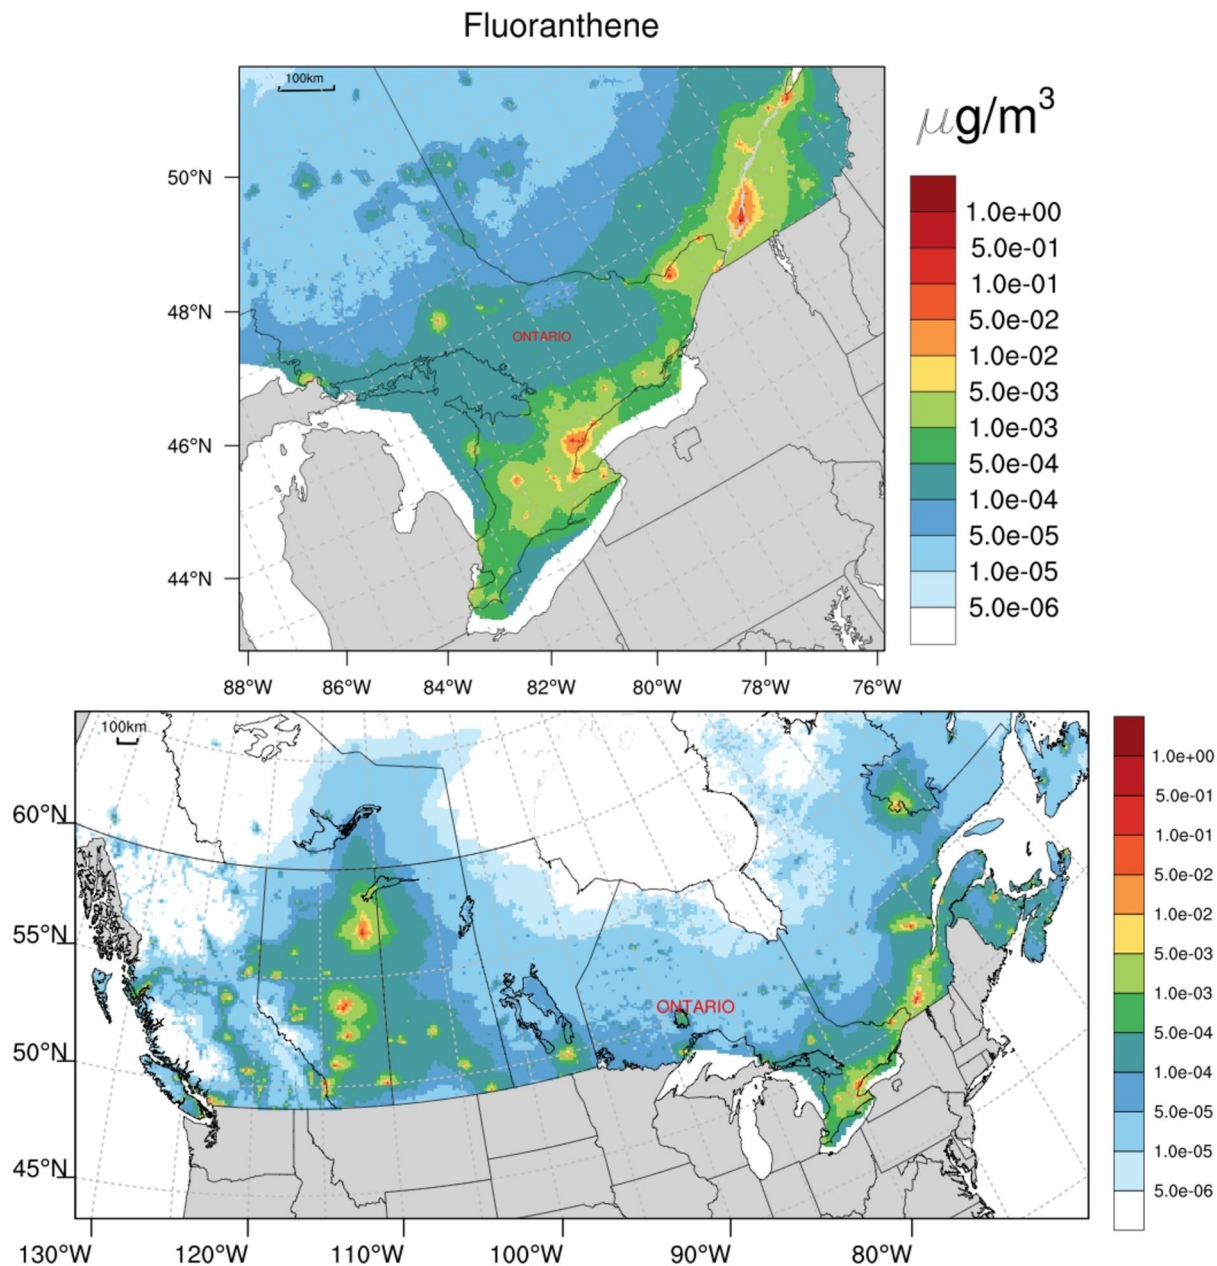 Fluoranthene
100km
μg/m³
50°N
48°N
46°N
44°N
ONTARIO
1.0e+00
5.0e-01
1.0e-01
5.0e-02
1.0e-02
5.0e-03
1.0e-03
5.0e-04
1.0e-04
5.0e-05
1.0e-05
5.0e-06
88°W 86°W 84°W 82°W 80°W 78°W 76°W
100km
60°N
55°N
50°N
45°N
ONTARIO
1.0e+00
5.0e-01
1.0e-01
5.0e-02
1.0e-02
5.0e-03
1.0e-03
5.0e-04
1.0e-04
5.0e-05
1.0e-05
5.0e-06
130°W 120°W 110°W 100°W 90°W 80°W